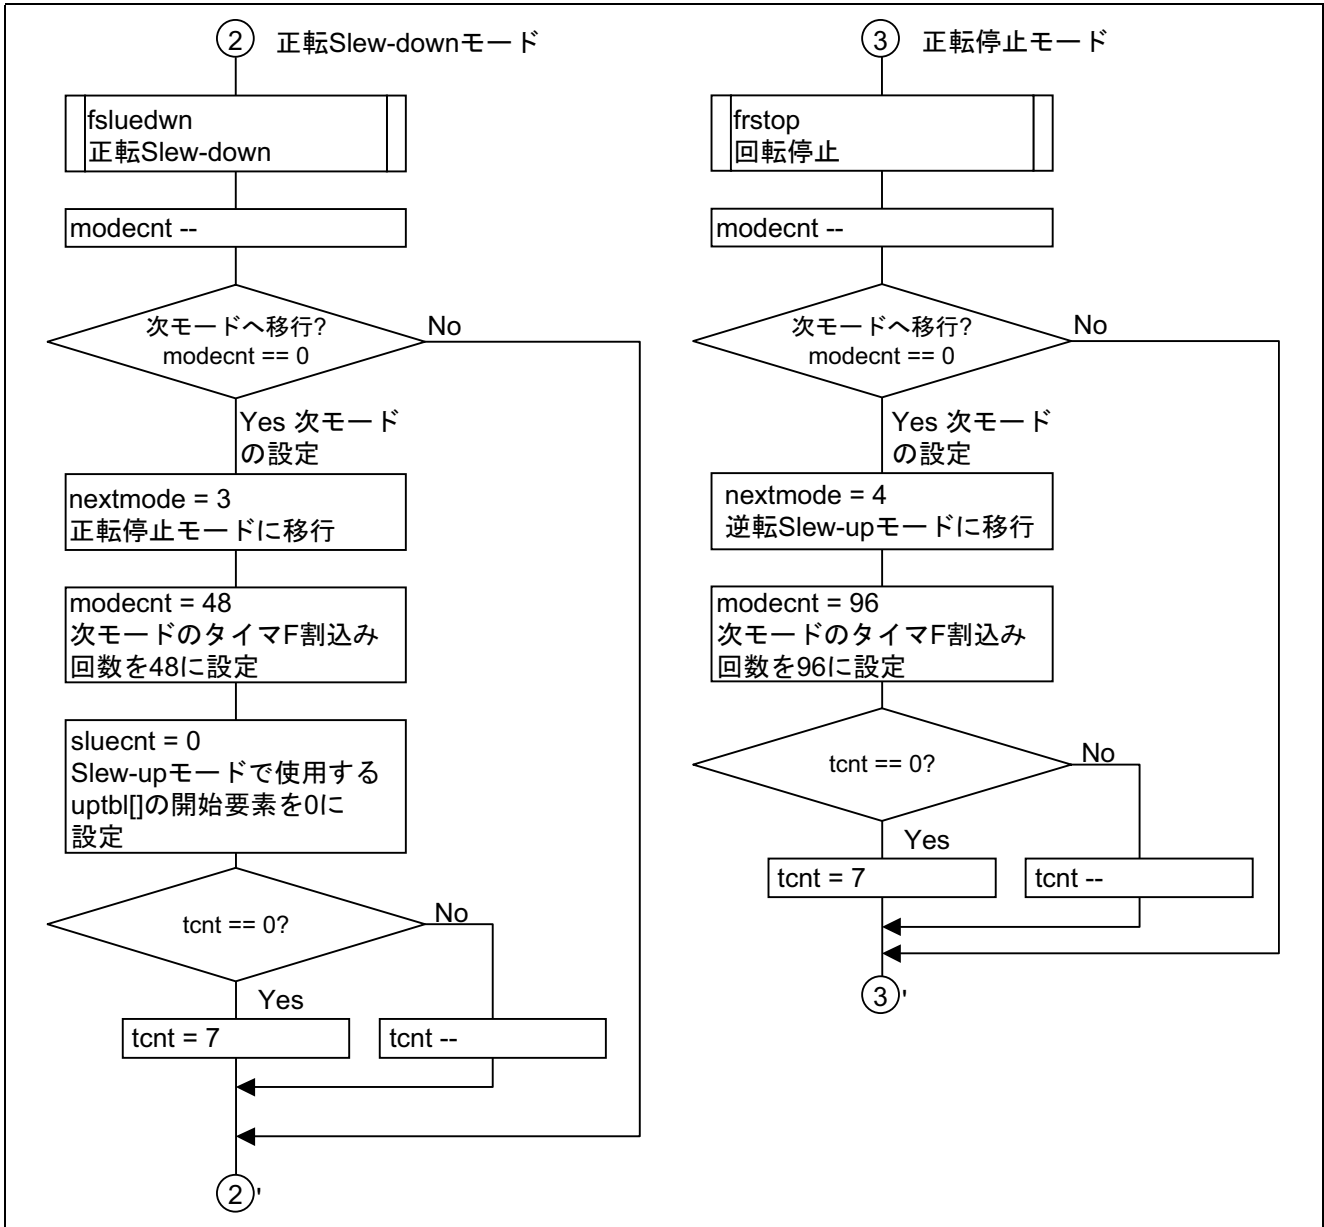 2 正転Slew-downモード
fsluedwn
正転Slew-down
modecnt --
次モードへ移行?
modecnt == 0
No
Yes 次モード
の設定
nextmode = 3
正転停止モードに移行
modecnt = 48
次モードのタイマF割込み
回数を48に設定
sluecnt = 0
Slew-upモードで使用する
uptbl[]の開始要素を0に
設定
tcnt == 0?
No
Yes
tcnt = 7
tcnt --
2'
3 正転停止モード
frstop
回転停止
modecnt --
次モードへ移行?
modecnt == 0
No
Yes 次モード
の設定
nextmode = 4
逆転Slew-upモードに移行
modecnt = 96
次モードのタイマF割込み
回数を96に設定
tcnt == 0?
No
Yes
tcnt = 7
tcnt --
3'